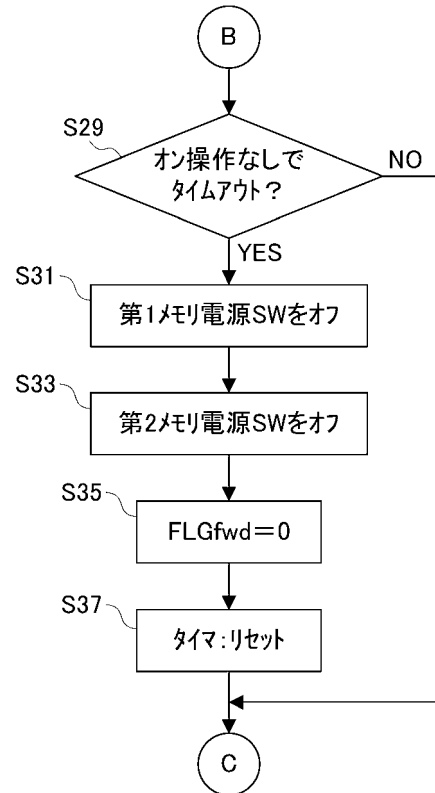 B
S29
オン操作なしで
タイムアウト？
NO
YES
S31
第1メモリ電源SWをオフ
S33
第2メモリ電源SWをオフ
S35
FLGfwd＝0
S37
タイマ：リセット
C